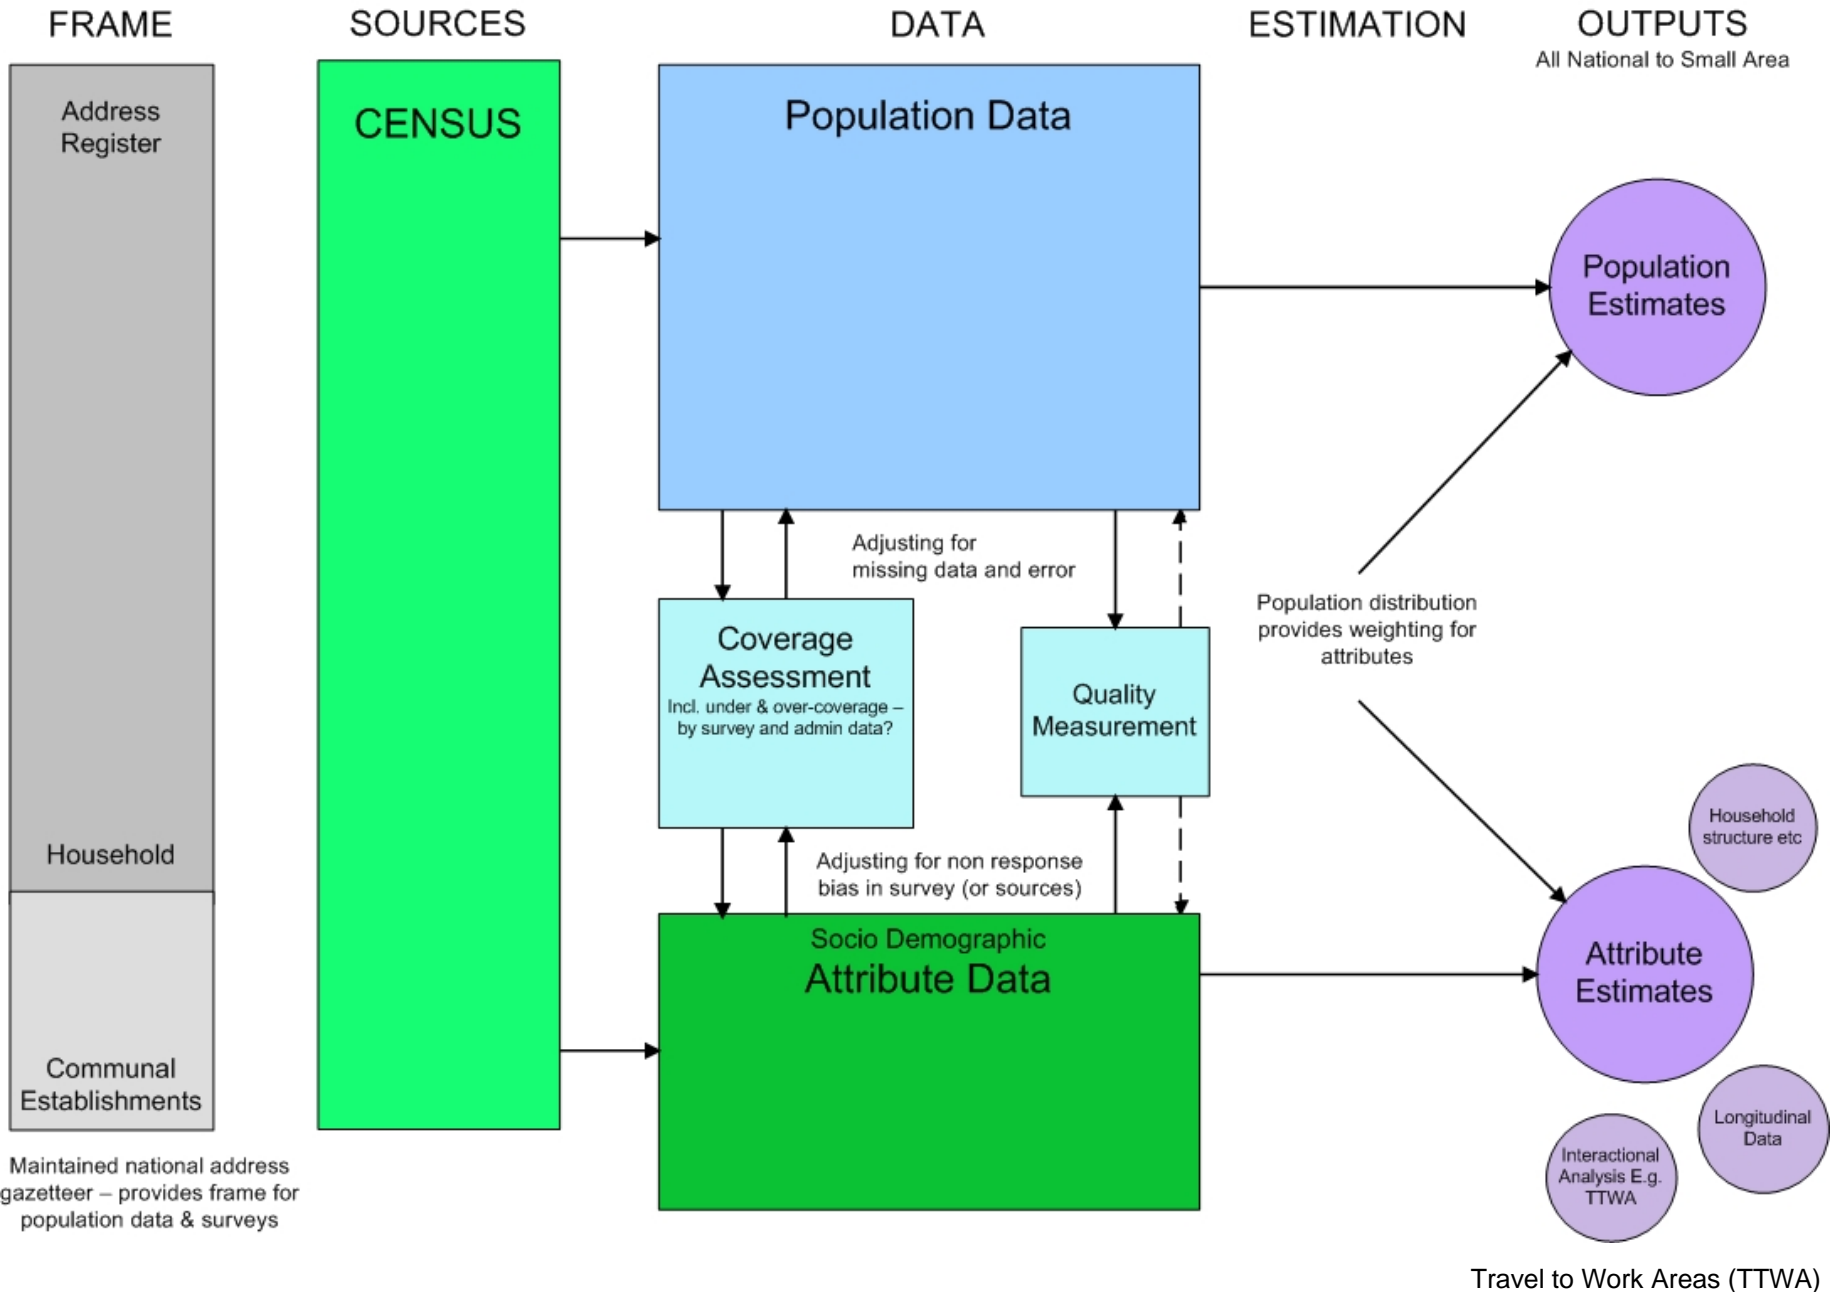 FRAME
SOURCES
DATA
ESTIMATION
OUTPUTS
All National to Small Area
Address
Register
Household
Communal
Establishments
Maintained national address
gazetteer – provides frame for
population data & surveys
CENSUS
Population Data
Adjusting for
missing data and error
Coverage
Assessment
Incl. under & over-coverage –
by survey and admin data?
Quality
Measurement
Adjusting for non response
bias in survey (or sources)
Socio Demographic
Attribute Data
Population distribution
provides weighting for
attributes
Population
Estimates
Household
structure etc
Attribute
Estimates
Longitudinal
Data
Interactional
Analysis E.g.
TTWA
Travel to Work Areas (TTWA)